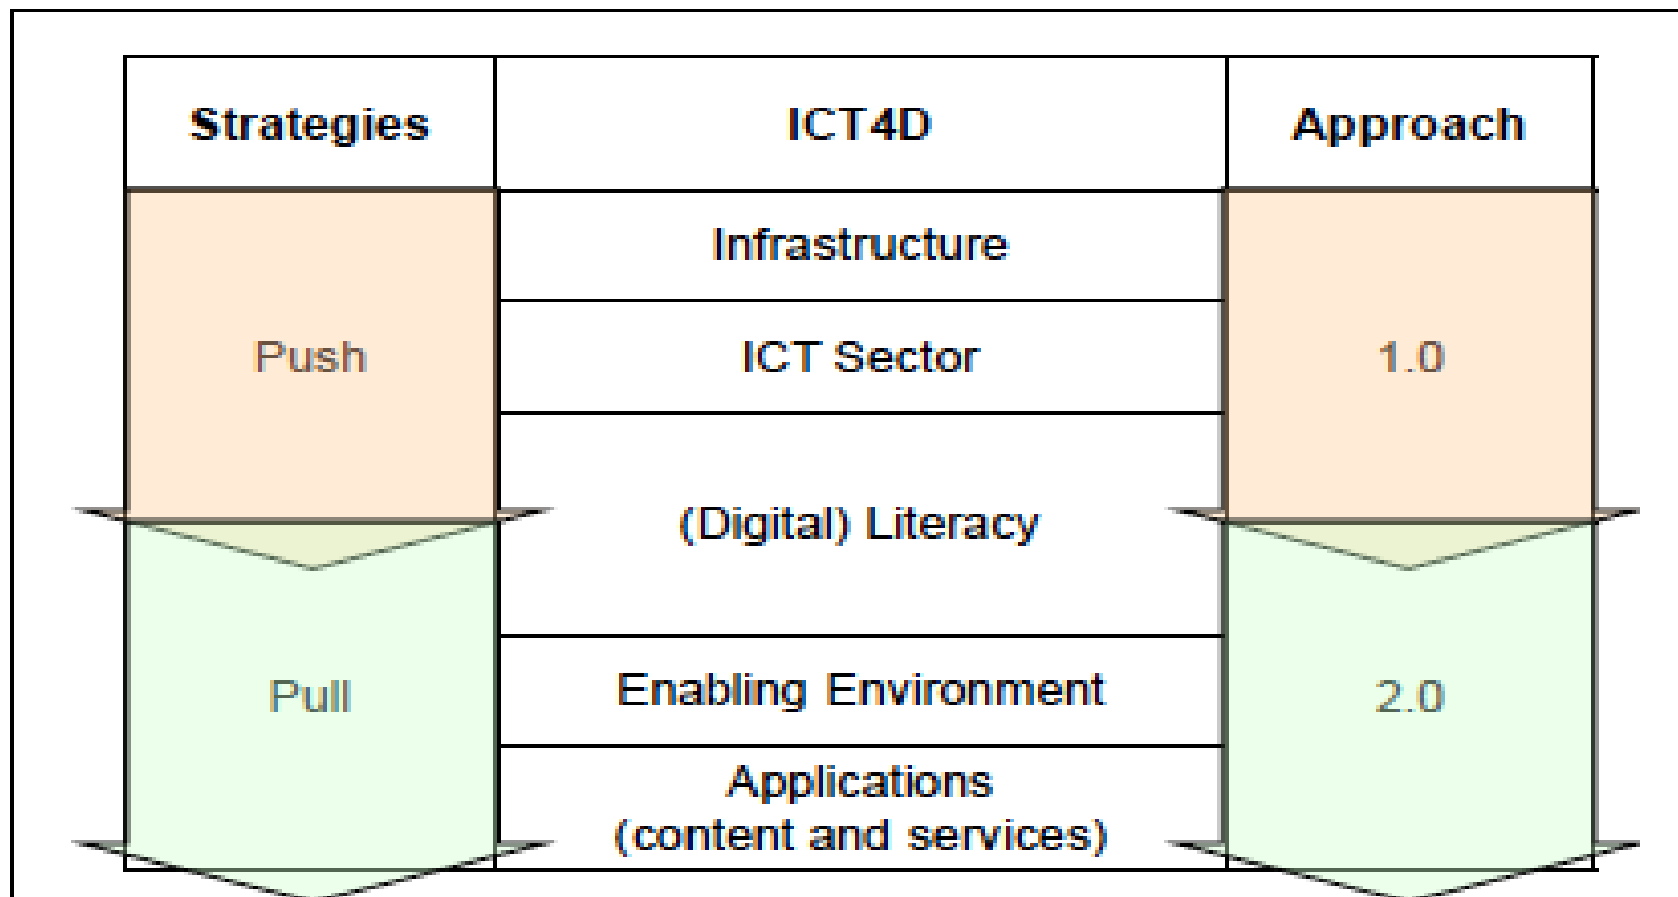 Strategies ICT4D Approach
Infrastructure
Push ICT Sector 1.0
(Digital) Literacy
Pull Enabling Environment 2.0
Applications
(content and services)